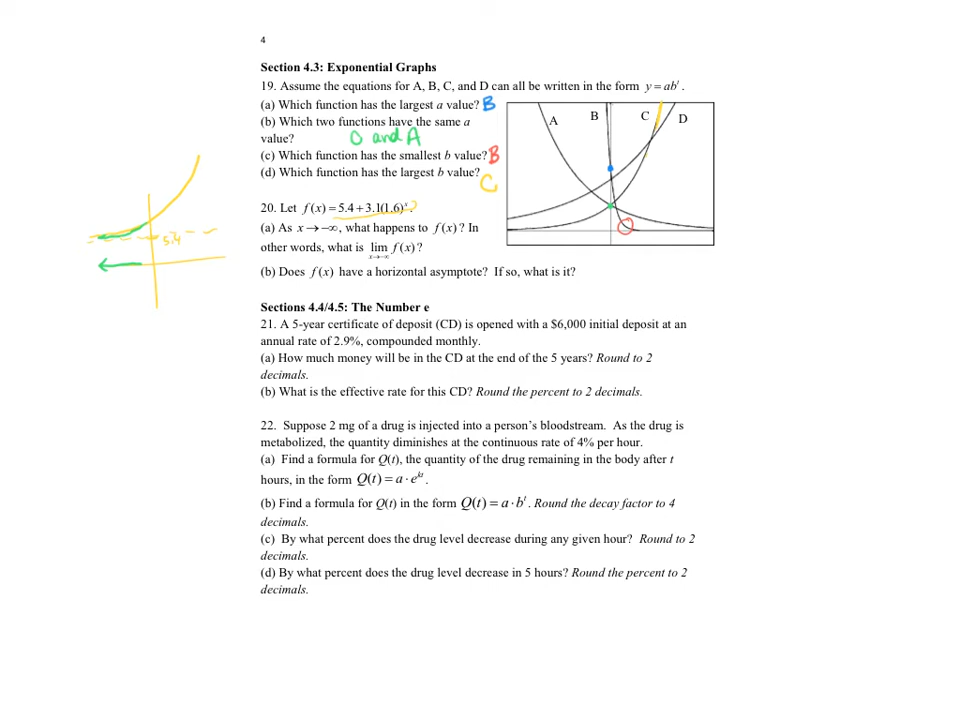 4
Section 4.3: Exponential Graphs
19. Assume the equations for A, B, C, and D can all be written in the form y = abᵗ.
(a) Which function has the largest a value? B
(b) Which two functions have the same a
value? D and A
(c) Which function has the smallest b value? B
(d) Which function has the largest b value? C
A B C D
20. Let f(x) = 5.4 + 3.1(1.6)ˣ.
(a) As x → −∞, what happens to f(x)? In
other words, what is lim f(x)?
x→−∞
5.4
(b) Does f(x) have a horizontal asymptote? If so, what is it?
Sections 4.4/4.5: The Number e
21. A 5-year certificate of deposit (CD) is opened with a $6,000 initial deposit at an
annual rate of 2.9%, compounded monthly.
(a) How much money will be in the CD at the end of the 5 years? Round to 2
decimals.
(b) What is the effective rate for this CD? Round the percent to 2 decimals.
22. Suppose 2 mg of a drug is injected into a person's bloodstream. As the drug is
metabolized, the quantity diminishes at the continuous rate of 4% per hour.
(a) Find a formula for Q(t), the quantity of the drug remaining in the body after t
hours, in the form Q(t) = a · eᵏᵗ.
(b) Find a formula for Q(t) in the form Q(t) = a · bᵗ. Round the decay factor to 4
decimals.
(c) By what percent does the drug level decrease during any given hour? Round to 2
decimals.
(d) By what percent does the drug level decrease in 5 hours? Round the percent to 2
decimals.